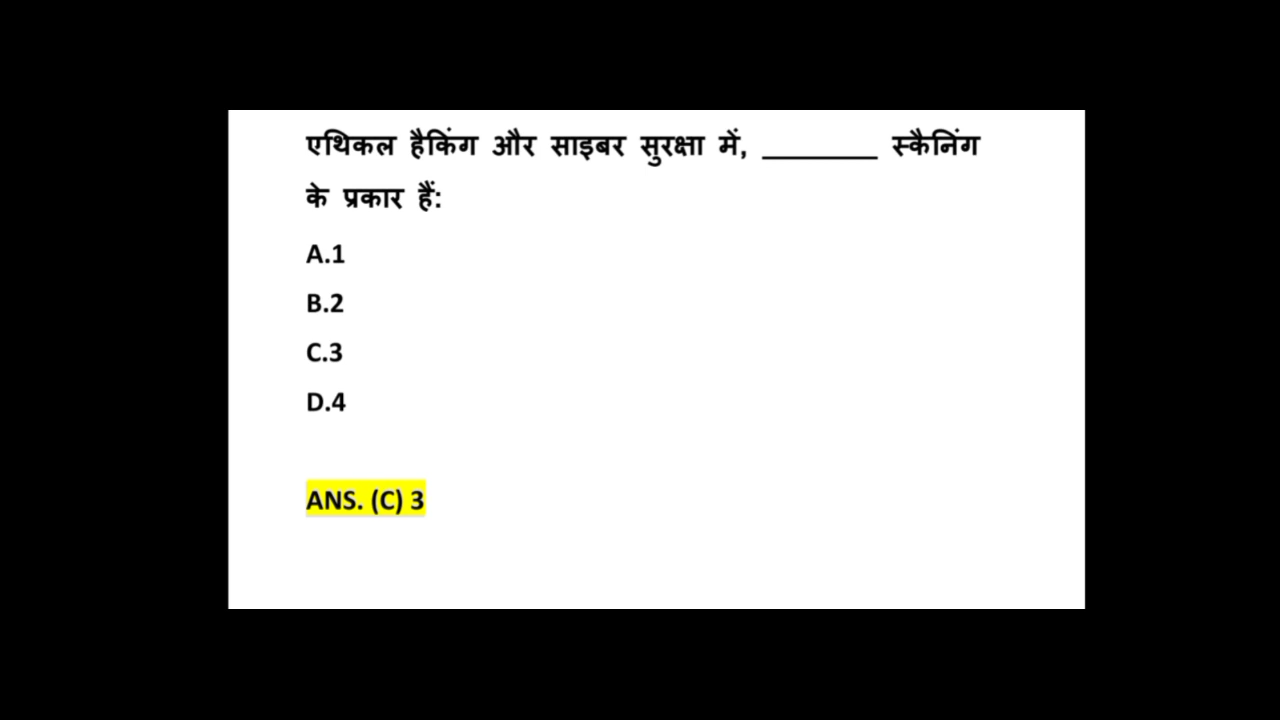 एथिकल हैकिंग और साइबर सुरक्षा में, ________ स्कैनिंग
के प्रकार हैं:
A.1
B.2
C.3
D.4
ANS. (C) 3